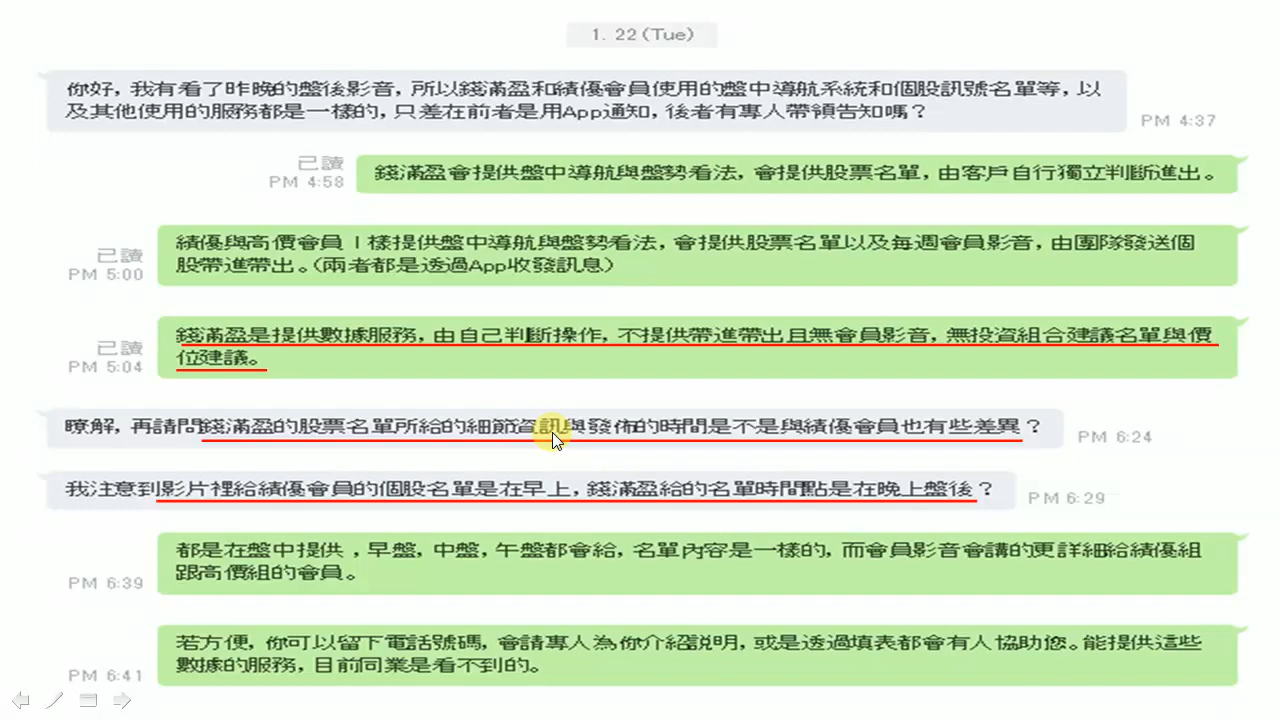 1. 22(Tue)
你好，我有看了昨晚的盤後影音，所以錢滿盈和績優會員使用的盤中導航系統和個股訊號名單等，以
及其他使用的服務都是一樣的，只差在前者是用App通知，後者有專人帶領告知嗎？
PM 4:37
已讀
PM 4:58
錢滿盈會提供盤中導航與盤勢看法，會提供股票名單，由客戶自行獨立判斷進出。
績優與高價會員一樣提供盤中導航與盤勢看法，會提供股票名單以及每週會員影音，由團隊發送個
股帶進帶出。（兩者都是透過App收發訊息）
已讀
PM 5:00
錢滿盈是提供數據服務，由自己判斷操作，不提供帶進帶出且無會員影音，無投資組合建議名單與價
位建議。
已讀
PM 5:04
瞭解，再請問錢滿盈的股票名單所給的細節資訊與發佈的時間是不是與績優會員也有些差異？
PM 6:24
我注意到影片裡給績優會員的個股名單是在早上，錢滿盈給的名單時間點是在晚上盤後？
PM 6:29
都是在盤中提供，早盤，中盤，午盤都會給，名單內容是一樣的，而會員影音會講的更詳細給績優組
跟高價組的會員。
PM 6:39
若方便，你可以留下電話號碼，會請專人為你介紹說明，或是透過填表都會有人協助您。能提供這些
數據的服務，目前同業是看不到的。
PM 6:41